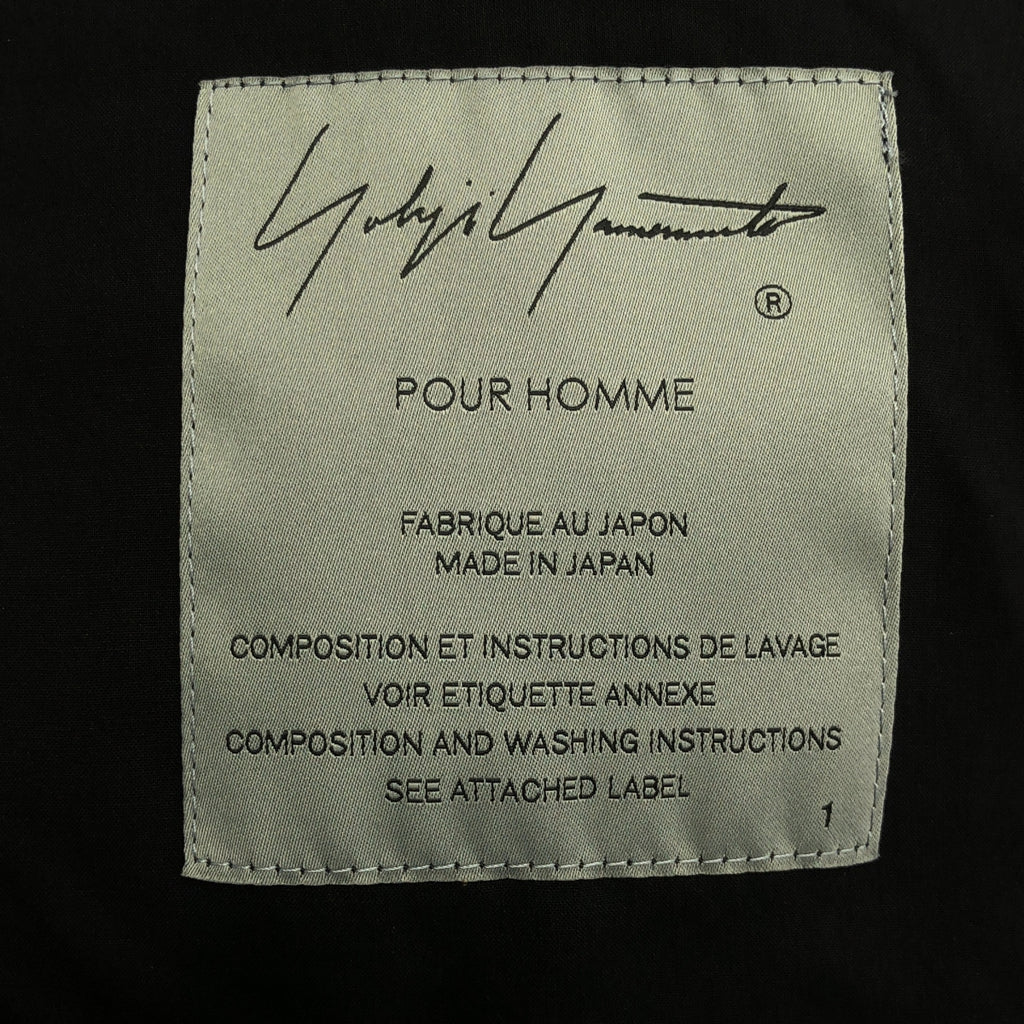 Yohji Yamamoto
®
POUR HOMME
FABRIQUE AU JAPON
MADE IN JAPAN
COMPOSITION ET INSTRUCTIONS DE LAVAGE
VOIR ETIQUETTE ANNEXE
COMPOSITION AND WASHING INSTRUCTIONS
SEE ATTACHED LABEL
1